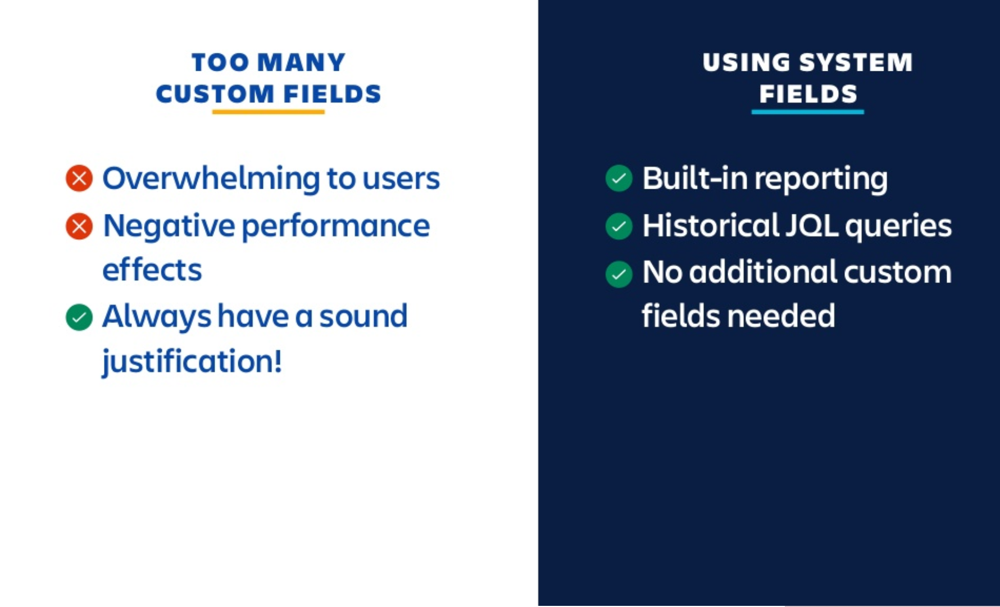 TOO MANY
CUSTOM FIELDS
Overwhelming to users
Negative performance
effects
Always have a sound
justification!
USING SYSTEM
FIELDS
Built-in reporting
Historical JQL queries
No additional custom
fields needed